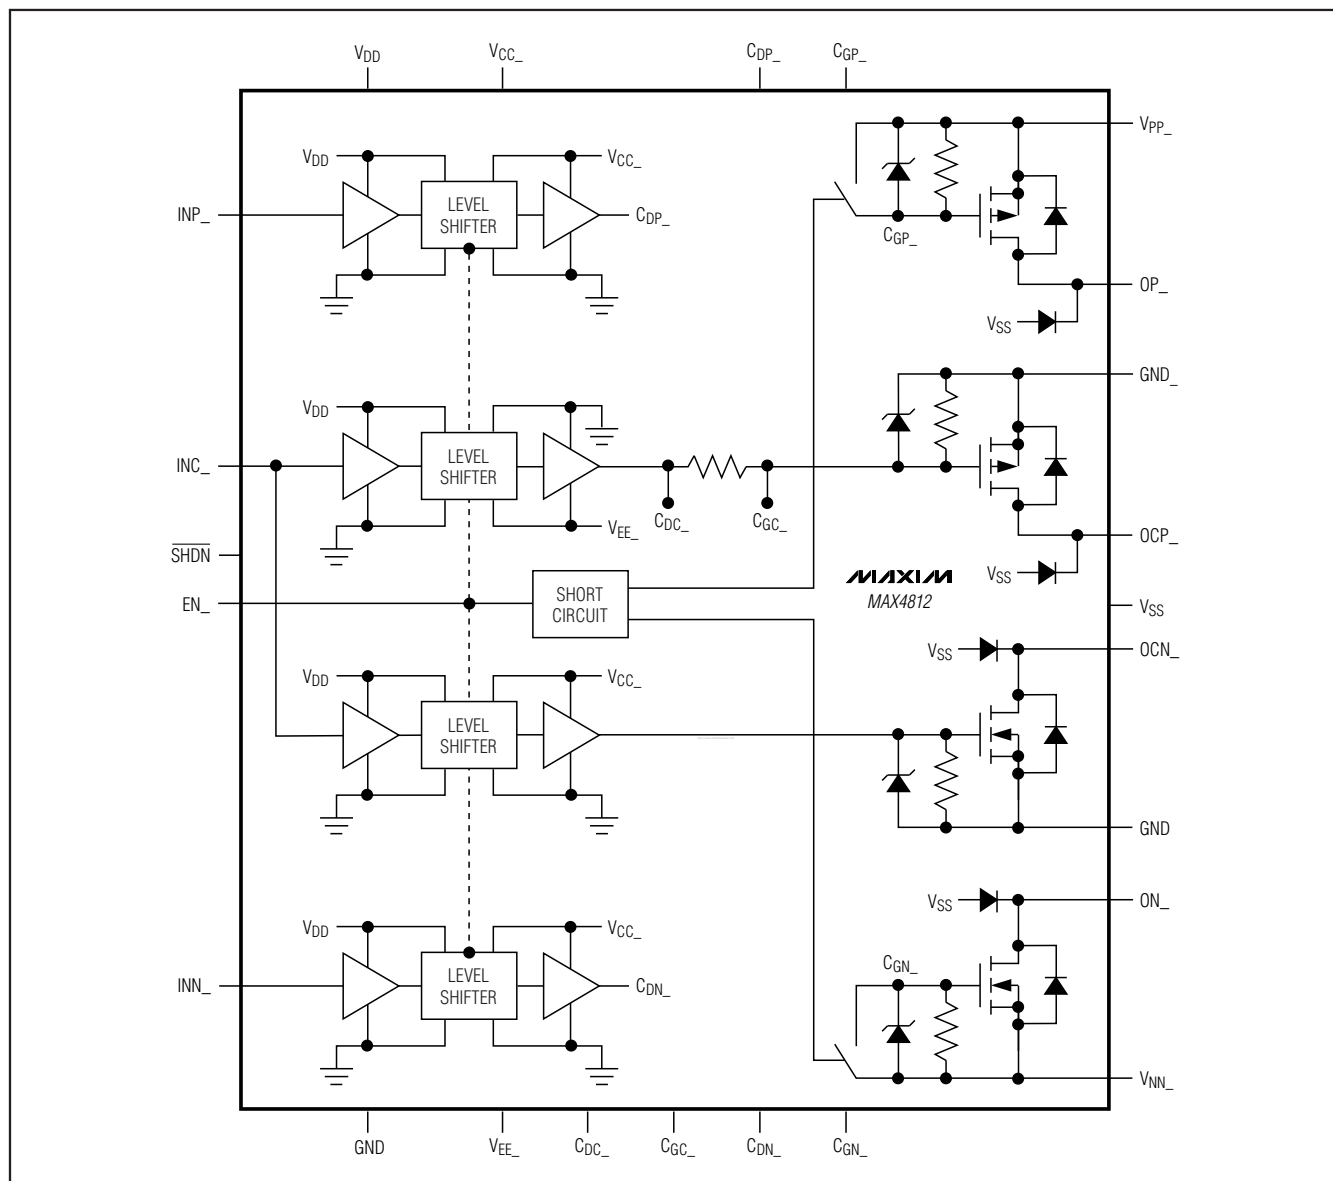 VDD
VCC_
CDP_
CGP_
VPP_
VDD
VCC_
INP_
LEVEL
SHIFTER
CDP_
CGP_
OP_
VSS
GND_
VDD
INC_
LEVEL
SHIFTER
CDC_
CGC_
VEE_
OCP_
SHDN
VSS
MAXIM
MAX4812
EN_
SHORT
CIRCUIT
VSS
VSS
OCN_
VDD
VCC_
LEVEL
SHIFTER
GND
VSS
ON_
VDD
VCC_
CGN_
INN_
LEVEL
SHIFTER
CDN_
VNN_
GND
VEE_
CDC_
CGC_
CDN_
CGN_